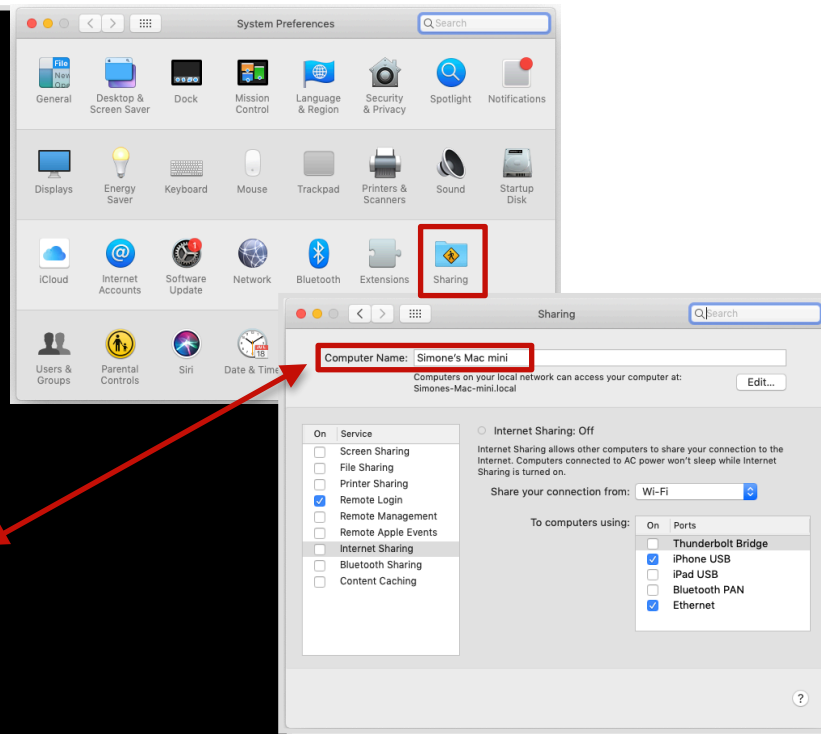 System Preferences
Search
File
New
Ope
General
Desktop &
Screen Saver
Dock
Mission
Control
Language
& Region
Security
& Privacy
Spotlight
Notifications
Displays
Energy
Saver
Keyboard
Mouse
Trackpad
Printers &
Scanners
Sound
Startup
Disk
iCloud
Internet
Accounts
1
Software
Update
Network
Bluetooth
Extensions
Sharing
Users &
Groups
Parental
Controls
Siri
18
Date & Time
Sharing
Search
Computer Name: Simone's Mac mini
Computers on your local network can access your computer at:
Simones-Mac-mini.local
Edit...
On Service
Screen Sharing
File Sharing
Printer Sharing
Remote Login
Remote Management
Remote Apple Events
Internet Sharing
Bluetooth Sharing
Content Caching
Internet Sharing: Off
Internet Sharing allows other computers to share your connection to the
Internet. Computers connected to AC power won't sleep while Internet
Sharing is turned on.
Share your connection from: Wi-Fi
To computers using:
On Ports
Thunderbolt Bridge
iPhone USB
iPad USB
Bluetooth PAN
Ethernet
?